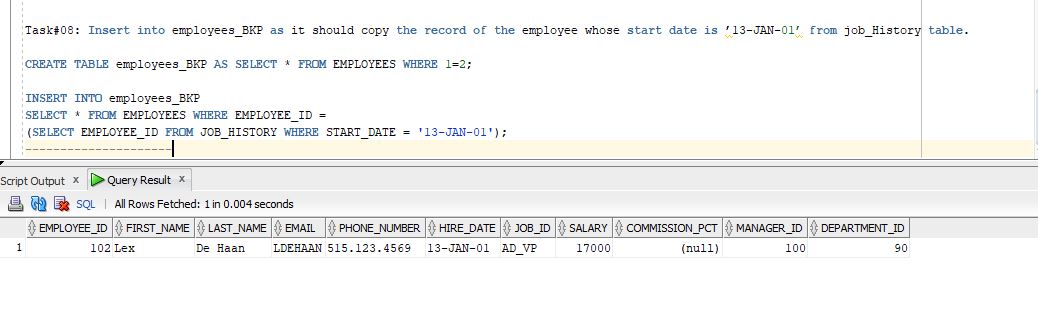 Task#08: Insert into employees_BKP as it should copy the record of the employee whose start date is ’13-JAN-01’ from job_History table.
CREATE TABLE employees_BKP AS SELECT * FROM EMPLOYEES WHERE 1=2;
INSERT INTO employees_BKP
SELECT * FROM EMPLOYEES WHERE EMPLOYEE_ID =
(SELECT EMPLOYEE_ID FROM JOB_HISTORY WHERE START_DATE = '13-JAN-01');
--------------------
Script Output x Query Result x
SQL | All Rows Fetched: 1 in 0.004 seconds
EMPLOYEE_ID FIRST_NAME LAST_NAME EMAIL PHONE_NUMBER HIRE_DATE JOB_ID SALARY COMMISSION_PCT MANAGER_ID DEPARTMENT_ID
1 102 Lex De Haan LDEHAAN 515.123.4569 13-JAN-01 AD_VP 17000 (null) 100 90